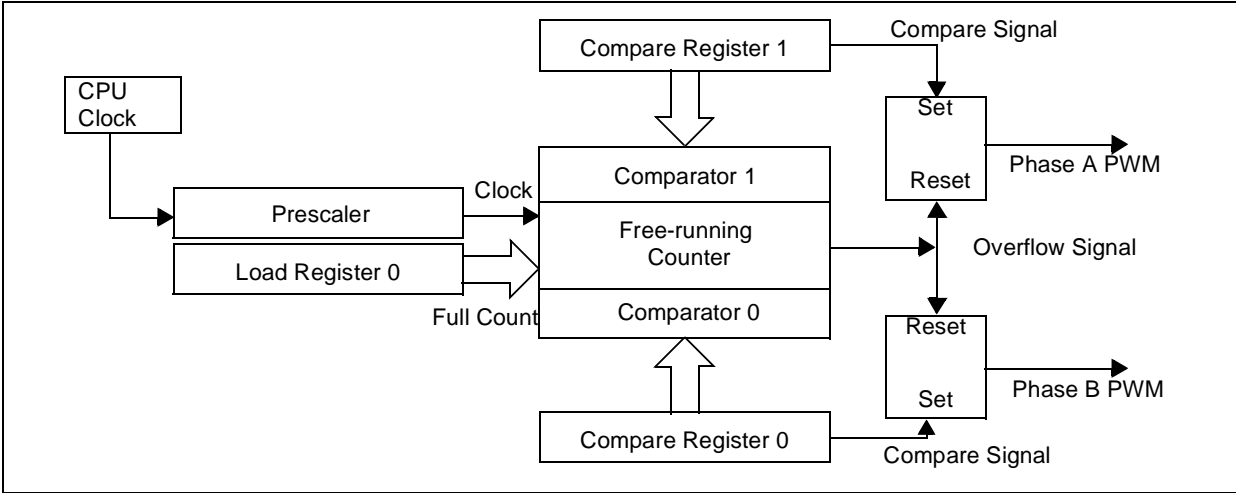 Compare Register 1
Compare Signal
CPU
Clock
Set
Reset
Phase A PWM
Comparator 1
Clock
Prescaler
Free-running
Counter
Overflow Signal
Load Register 0
Full Count
Comparator 0
Reset
Set
Phase B PWM
Compare Register 0
Compare Signal